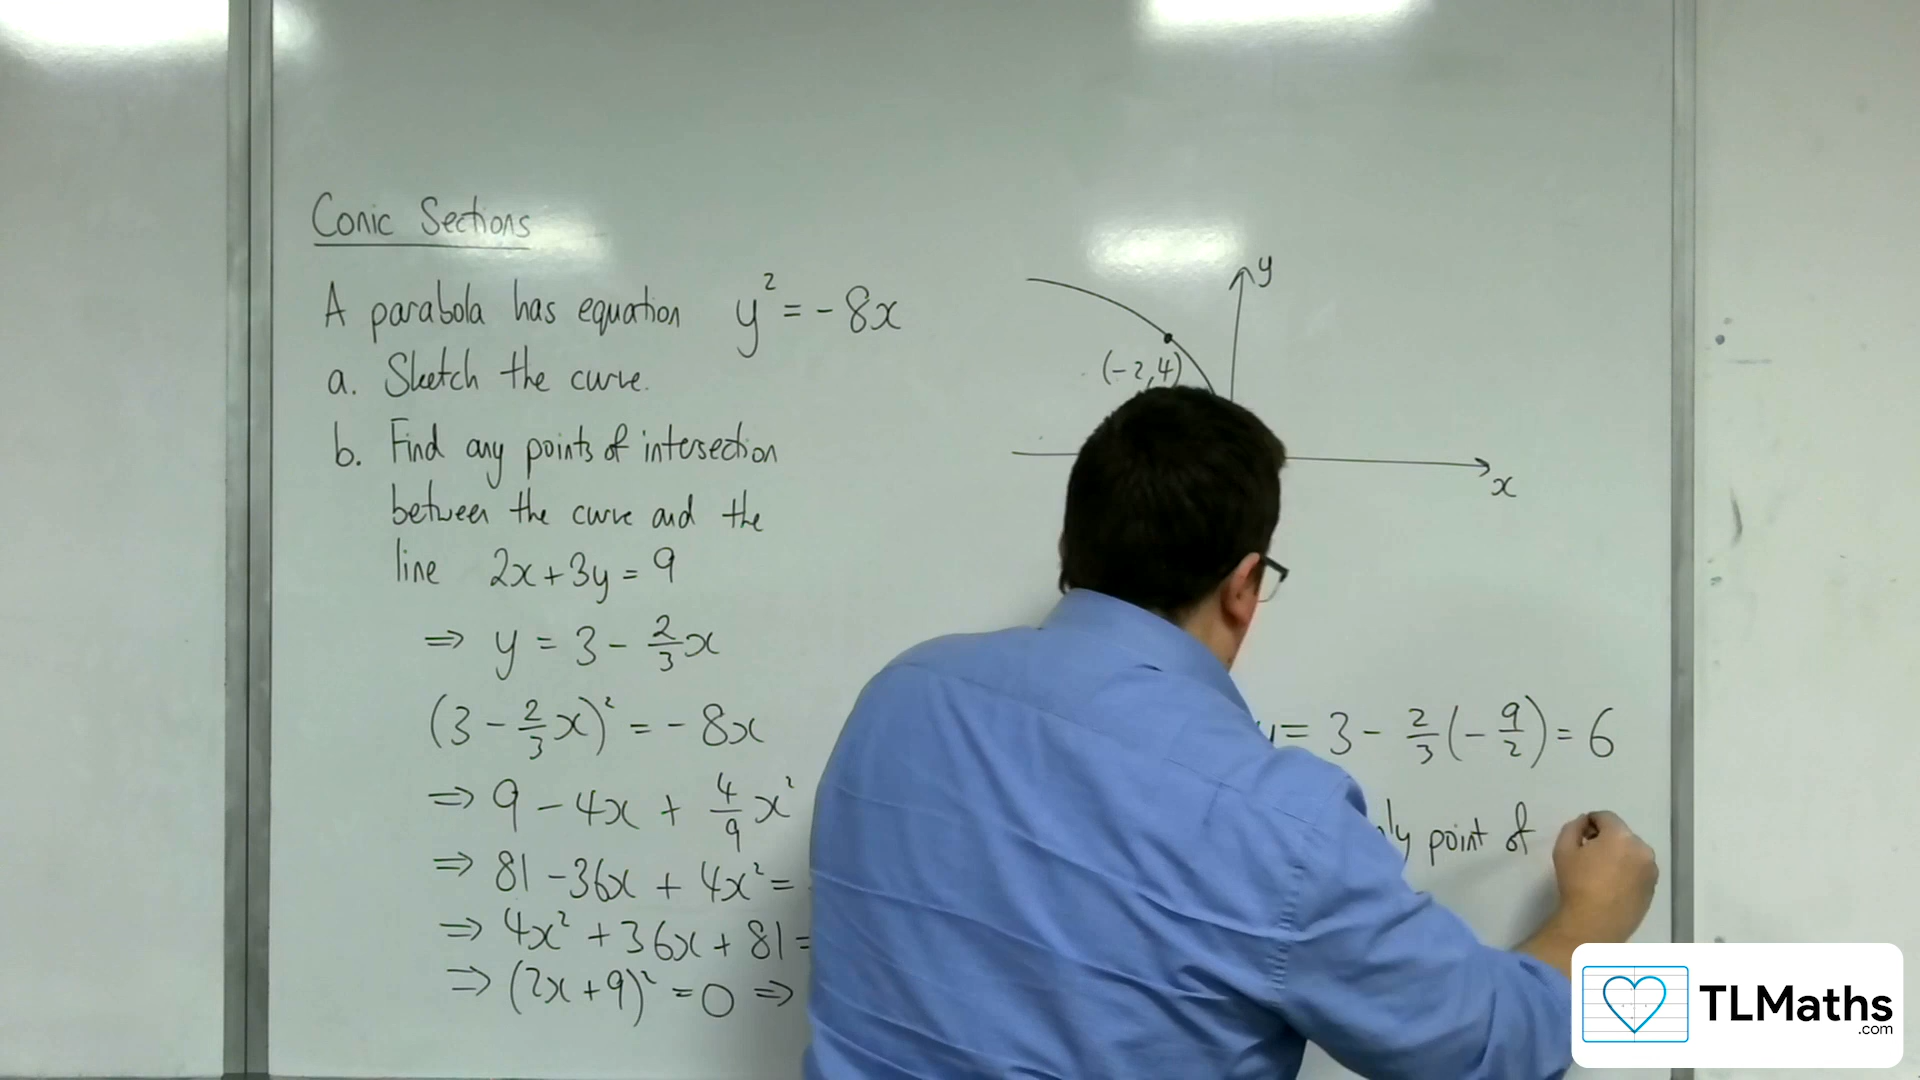 Conic Sections
A parabola has equation y² = -8x
a. Sketch the curve.
b. Find any points of intersection
between the curve and the
line 2x + 3y = 9
⇒ y = 3 - 2/3 x
(3 - 2/3 x)² = -8x
⇒ 9 - 4x + 4/9 x²
⇒ 81 - 36x + 4x² =
⇒ 4x² + 36x + 81 =
⇒ (2x + 9)² = 0 ⇒
y
(-2, 4)
x
= 3 - 2/3 (-9/2) = 6
point of
TLMaths
.com